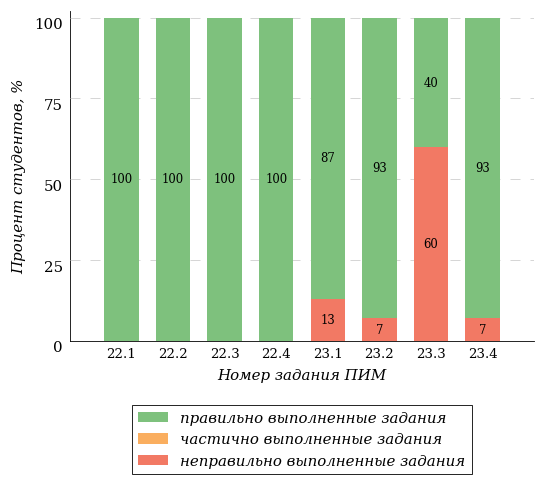 Процент студентов, %
100
75
50
25
0
100
100
100
100
87
13
93
7
40
60
93
7
22.1 22.2 22.3 22.4 23.1 23.2 23.3 23.4
Номер задания ПИМ
правильно выполненные задания
частично выполненные задания
неправильно выполненные задания